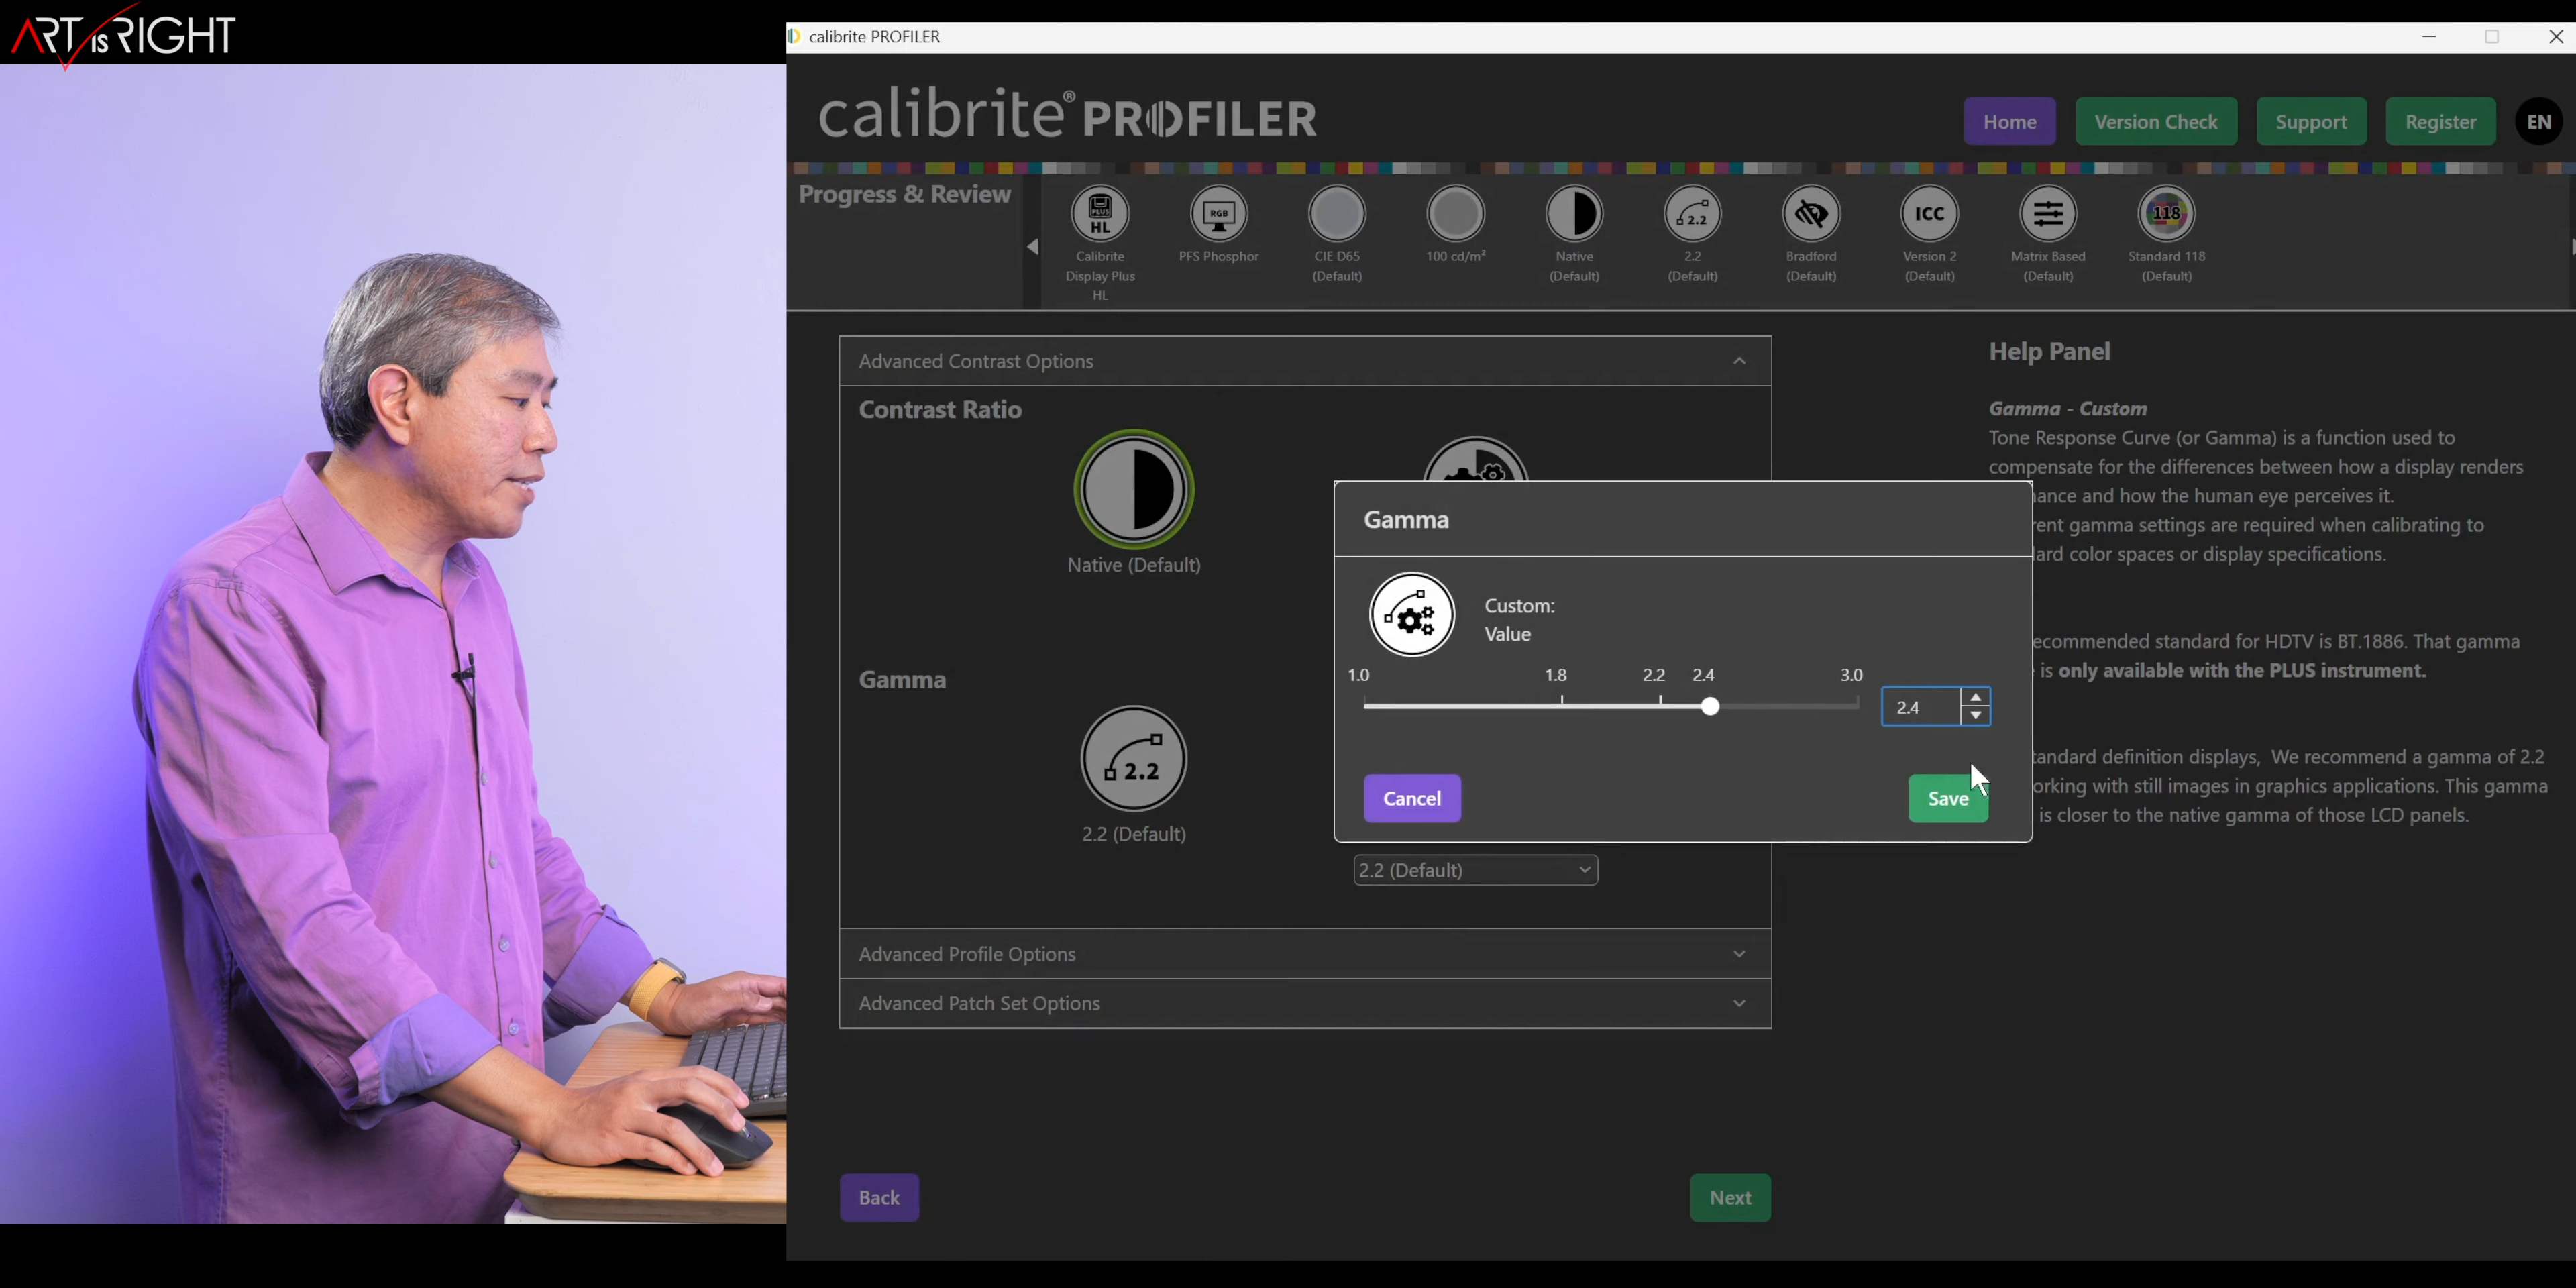 ART IS RIGHT
calibrite PROFILER
calibrite® PROFILER
Home
Version Check
Support
Register
EN
Progress & Review
PLUS
HL
RGB
2.2
ICC
118
Calibrite
Display Plus
HL
PFS Phosphor
CIE D65
(Default)
100 cd/m²
Native
(Default)
2.2
(Default)
Bradford
(Default)
Version 2
(Default)
Matrix Based
(Default)
Standard 118
(Default)
Advanced Contrast Options
Contrast Ratio
Native (Default)
Gamma
2.2
2.2 (Default)
2.2 (Default)
Advanced Profile Options
Advanced Patch Set Options
Back
Next
Gamma
Custom:
Value
1.0 1.8 2.2 2.4 3.0
2.4
Cancel
Save
Help Panel
Gamma - Custom
Tone Response Curve (or Gamma) is a function used to
compensate for the differences between how a display renders
and how the human eye perceives it.
gamma settings are required when calibrating to
color spaces or display specifications.
standard for HDTV is BT.1886. That gamma
is only available with the PLUS instrument.
definition displays, We recommend a gamma of 2.2
with still images in graphics applications. This gamma
is closer to the native gamma of those LCD panels.